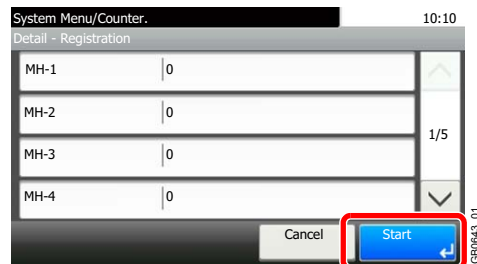 System Menu/Counter. 10:10
Detail - Registration
MH-1 0
MH-2 0
1/5
MH-3 0
MH-4 0
Cancel Start
GB0643_01